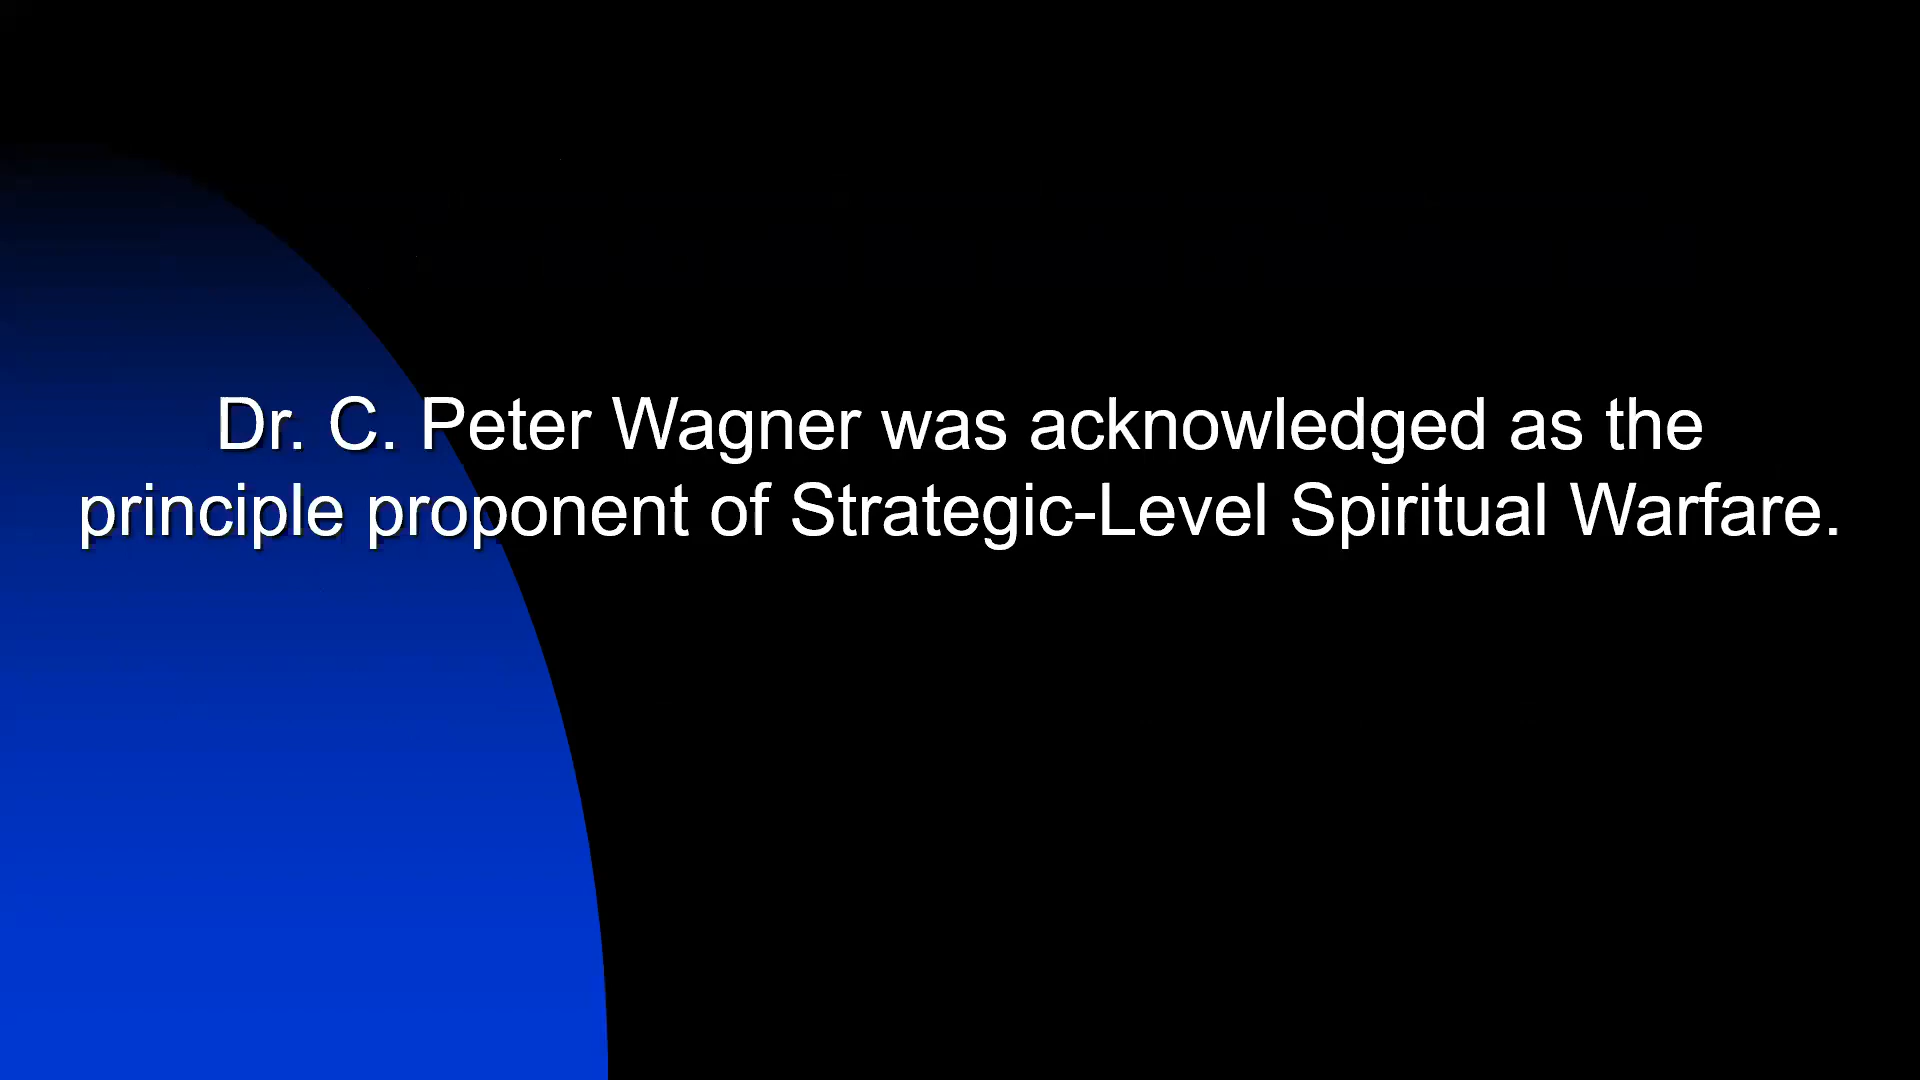 Dr. C. Peter Wagner was acknowledged as the
principle proponent of Strategic-Level Spiritual Warfare.